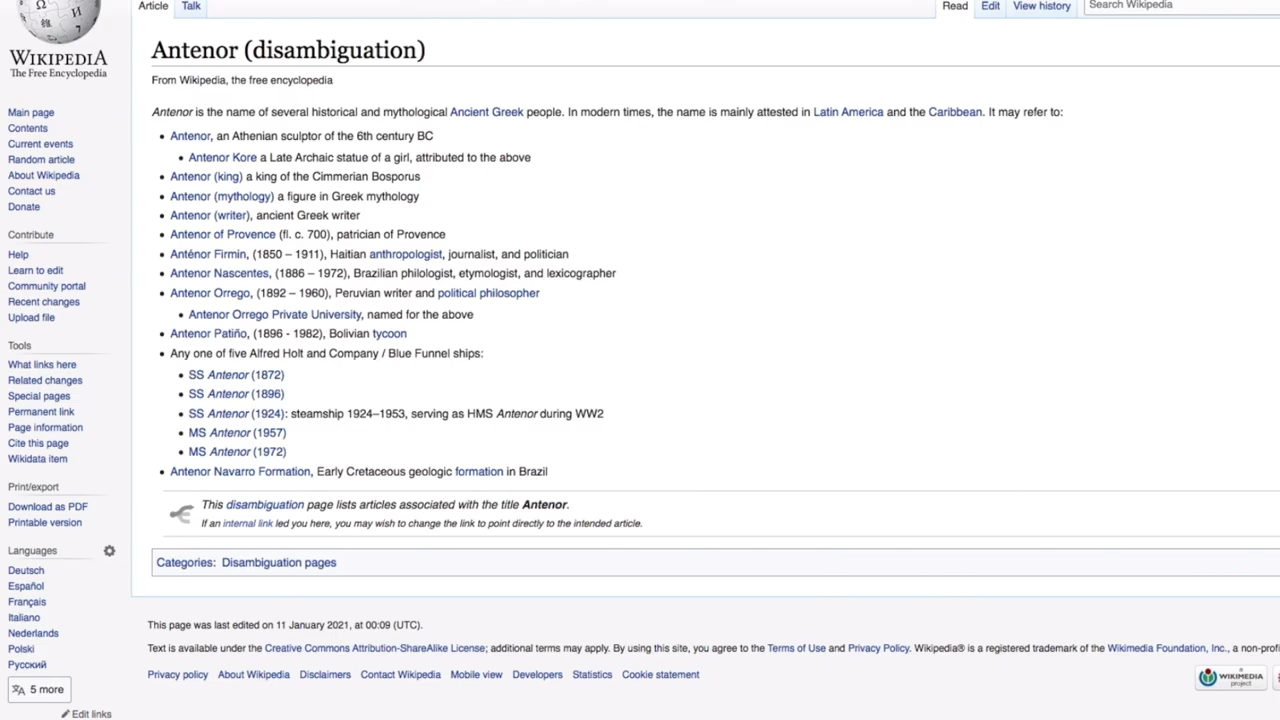 Article Talk Read Edit View history Search Wikipedia
Ω И 維 7
WIKIPEDIA
The Free Encyclopedia
Main page
Contents
Current events
Random article
About Wikipedia
Contact us
Donate
Contribute
Help
Learn to edit
Community portal
Recent changes
Upload file
Tools
What links here
Related changes
Special pages
Permanent link
Page information
Cite this page
Wikidata item
Print/export
Download as PDF
Printable version
Languages
Deutsch
Español
Français
Italiano
Nederlands
Polski
Русский
5 more
Edit links
Antenor (disambiguation)
From Wikipedia, the free encyclopedia
Antenor is the name of several historical and mythological Ancient Greek people. In modern times, the name is mainly attested in Latin America and the Caribbean. It may refer to:
• Antenor, an Athenian sculptor of the 6th century BC
• Antenor Kore a Late Archaic statue of a girl, attributed to the above
• Antenor (king) a king of the Cimmerian Bosporus
• Antenor (mythology) a figure in Greek mythology
• Antenor (writer), ancient Greek writer
• Antenor of Provence (fl. c. 700), patrician of Provence
• Anténor Firmin, (1850 – 1911), Haitian anthropologist, journalist, and politician
• Antenor Nascentes, (1886 – 1972), Brazilian philologist, etymologist, and lexicographer
• Antenor Orrego, (1892 – 1960), Peruvian writer and political philosopher
• Antenor Orrego Private University, named for the above
• Antenor Patiño, (1896 - 1982), Bolivian tycoon
• Any one of five Alfred Holt and Company / Blue Funnel ships:
• SS Antenor (1872)
• SS Antenor (1896)
• SS Antenor (1924): steamship 1924–1953, serving as HMS Antenor during WW2
• MS Antenor (1957)
• MS Antenor (1972)
• Antenor Navarro Formation, Early Cretaceous geologic formation in Brazil
This disambiguation page lists articles associated with the title Antenor.
If an internal link led you here, you may wish to change the link to point directly to the intended article.
Categories: Disambiguation pages
This page was last edited on 11 January 2021, at 00:09 (UTC).
Text is available under the Creative Commons Attribution-ShareAlike License; additional terms may apply. By using this site, you agree to the Terms of Use and Privacy Policy. Wikipedia® is a registered trademark of the Wikimedia Foundation, Inc., a non-profi
Privacy policy About Wikipedia Disclaimers Contact Wikipedia Mobile view Developers Statistics Cookie statement
A WIKIMEDIA project